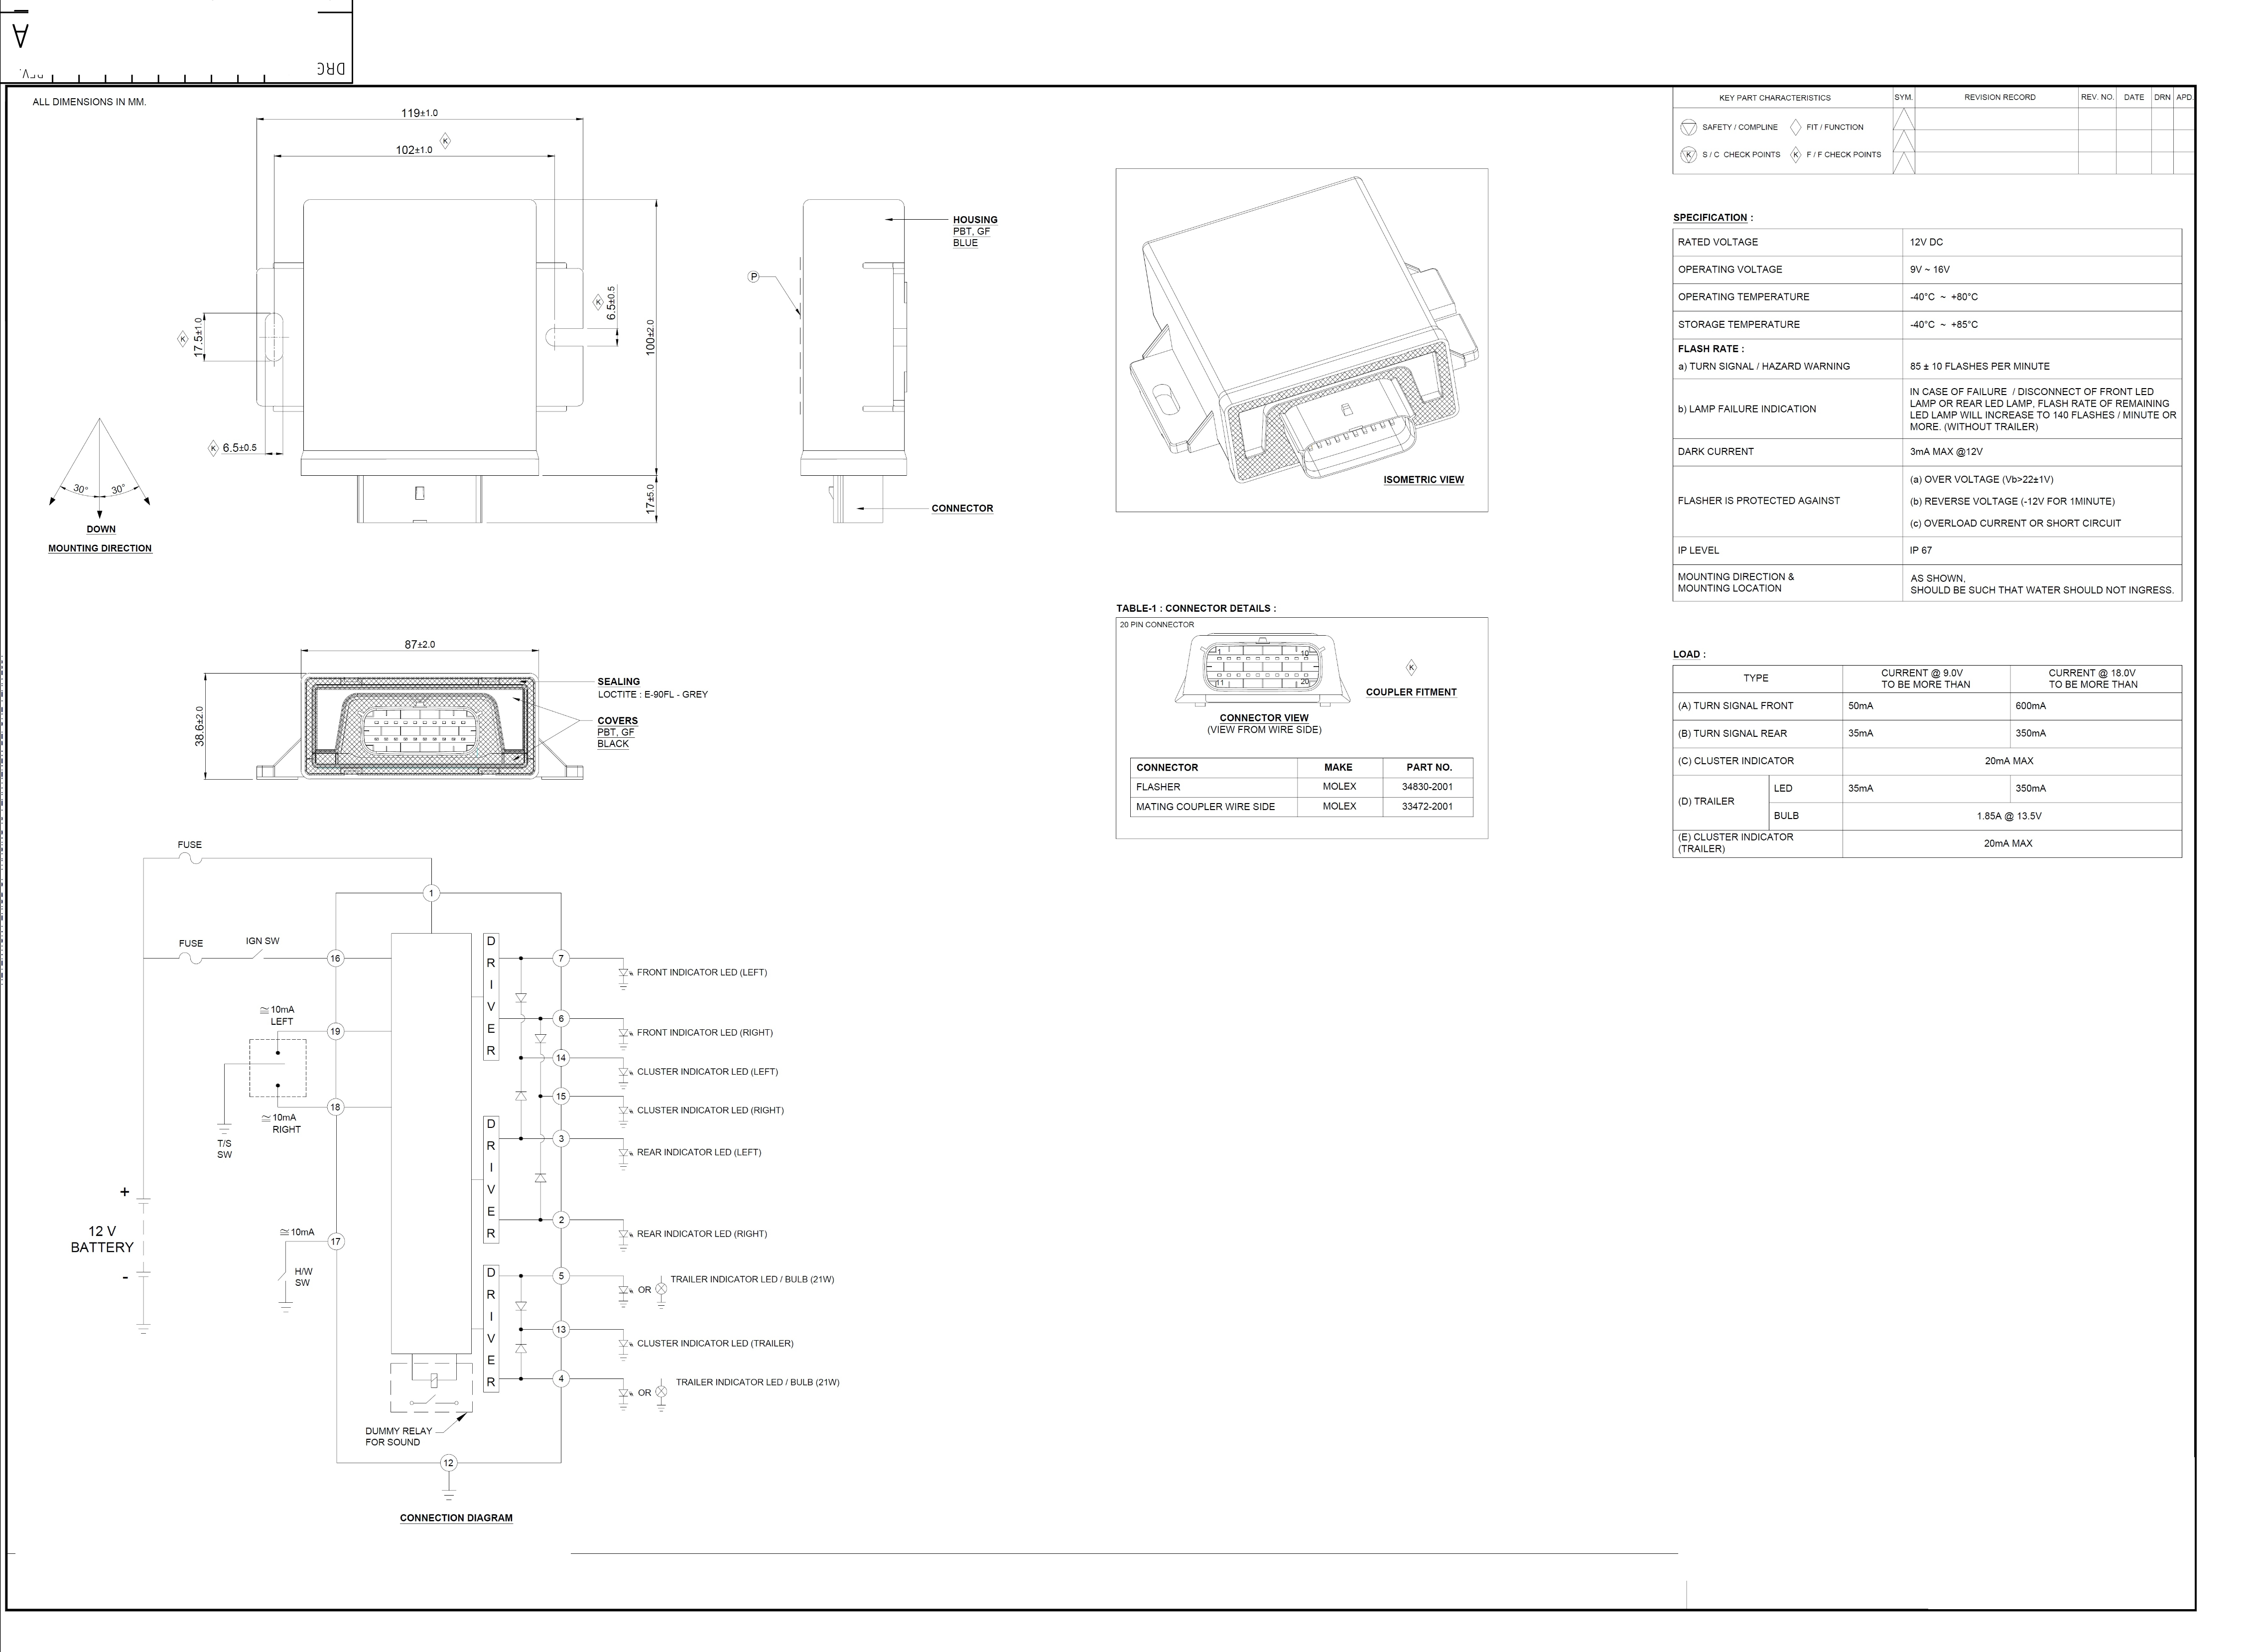 A
DRG
ALL DIMENSIONS IN MM.
119±1.0
102±1.0
K
17.5±1.0
K
6.5±0.5
K
6.5±0.5
K
100±2.0
17±5.0
30°
30°
DOWN
MOUNTING DIRECTION
P
HOUSING
PBT, GF
BLUE
CONNECTOR
ISOMETRIC VIEW
KEY PART CHARACTERISTICS
SYM.
REVISION RECORD
REV. NO.
DATE
DRN
APD.
SAFETY / COMPLINE
FIT / FUNCTION
K
S / C CHECK POINTS
K
F / F CHECK POINTS
SPECIFICATION :
RATED VOLTAGE
12V DC
OPERATING VOLTAGE
9V ~ 16V
OPERATING TEMPERATURE
-40°C ~ +80°C
STORAGE TEMPERATURE
-40°C ~ +85°C
FLASH RATE :
a) TURN SIGNAL / HAZARD WARNING
85 ± 10 FLASHES PER MINUTE
b) LAMP FAILURE INDICATION
IN CASE OF FAILURE / DISCONNECT OF FRONT LED
LAMP OR REAR LED LAMP, FLASH RATE OF REMAINING
LED LAMP WILL INCREASE TO 140 FLASHES / MINUTE OR
MORE. (WITHOUT TRAILER)
DARK CURRENT
3mA MAX @12V
FLASHER IS PROTECTED AGAINST
(a) OVER VOLTAGE (Vb>22±1V)
(b) REVERSE VOLTAGE (-12V FOR 1MINUTE)
(c) OVERLOAD CURRENT OR SHORT CIRCUIT
IP LEVEL
IP 67
MOUNTING DIRECTION &
MOUNTING LOCATION
AS SHOWN,
SHOULD BE SUCH THAT WATER SHOULD NOT INGRESS.
87±2.0
38.6±2.0
SEALING
LOCTITE : E-90FL - GREY
COVERS
PBT, GF
BLACK
TABLE-1 : CONNECTOR DETAILS :
20 PIN CONNECTOR
1
10
11
20
K
COUPLER FITMENT
CONNECTOR VIEW
(VIEW FROM WIRE SIDE)
CONNECTOR
MAKE
PART NO.
FLASHER
MOLEX
34830-2001
MATING COUPLER WIRE SIDE
MOLEX
33472-2001
LOAD :
TYPE
CURRENT @ 9.0V
TO BE MORE THAN
CURRENT @ 18.0V
TO BE MORE THAN
(A) TURN SIGNAL FRONT
50mA
600mA
(B) TURN SIGNAL REAR
35mA
350mA
(C) CLUSTER INDICATOR
20mA MAX
(D) TRAILER
LED
35mA
350mA
BULB
1.85A @ 13.5V
(E) CLUSTER INDICATOR
(TRAILER)
20mA MAX
FUSE
1
FUSE
IGN SW
16
≅ 10mA
LEFT
19
18
≅ 10mA
RIGHT
T/S
SW
+
12 V
BATTERY
-
≅ 10mA
17
H/W
SW
DRIVER
DRIVER
DRIVER
7
FRONT INDICATOR LED (LEFT)
6
FRONT INDICATOR LED (RIGHT)
14
CLUSTER INDICATOR LED (LEFT)
15
CLUSTER INDICATOR LED (RIGHT)
3
REAR INDICATOR LED (LEFT)
2
REAR INDICATOR LED (RIGHT)
5
OR
TRAILER INDICATOR LED / BULB (21W)
13
CLUSTER INDICATOR LED (TRAILER)
4
OR
TRAILER INDICATOR LED / BULB (21W)
DUMMY RELAY
FOR SOUND
12
CONNECTION DIAGRAM